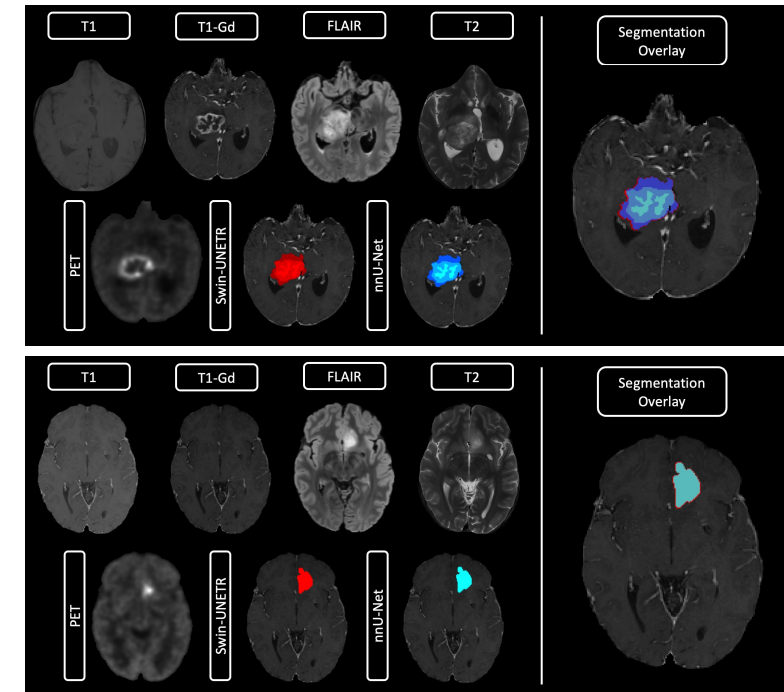 T1
T1-Gd
FLAIR
T2
Segmentation
Overlay
PET
Swin-UNETR
nnU-Net
T1
T1-Gd
FLAIR
T2
Segmentation
Overlay
PET
Swin-UNETR
nnU-Net